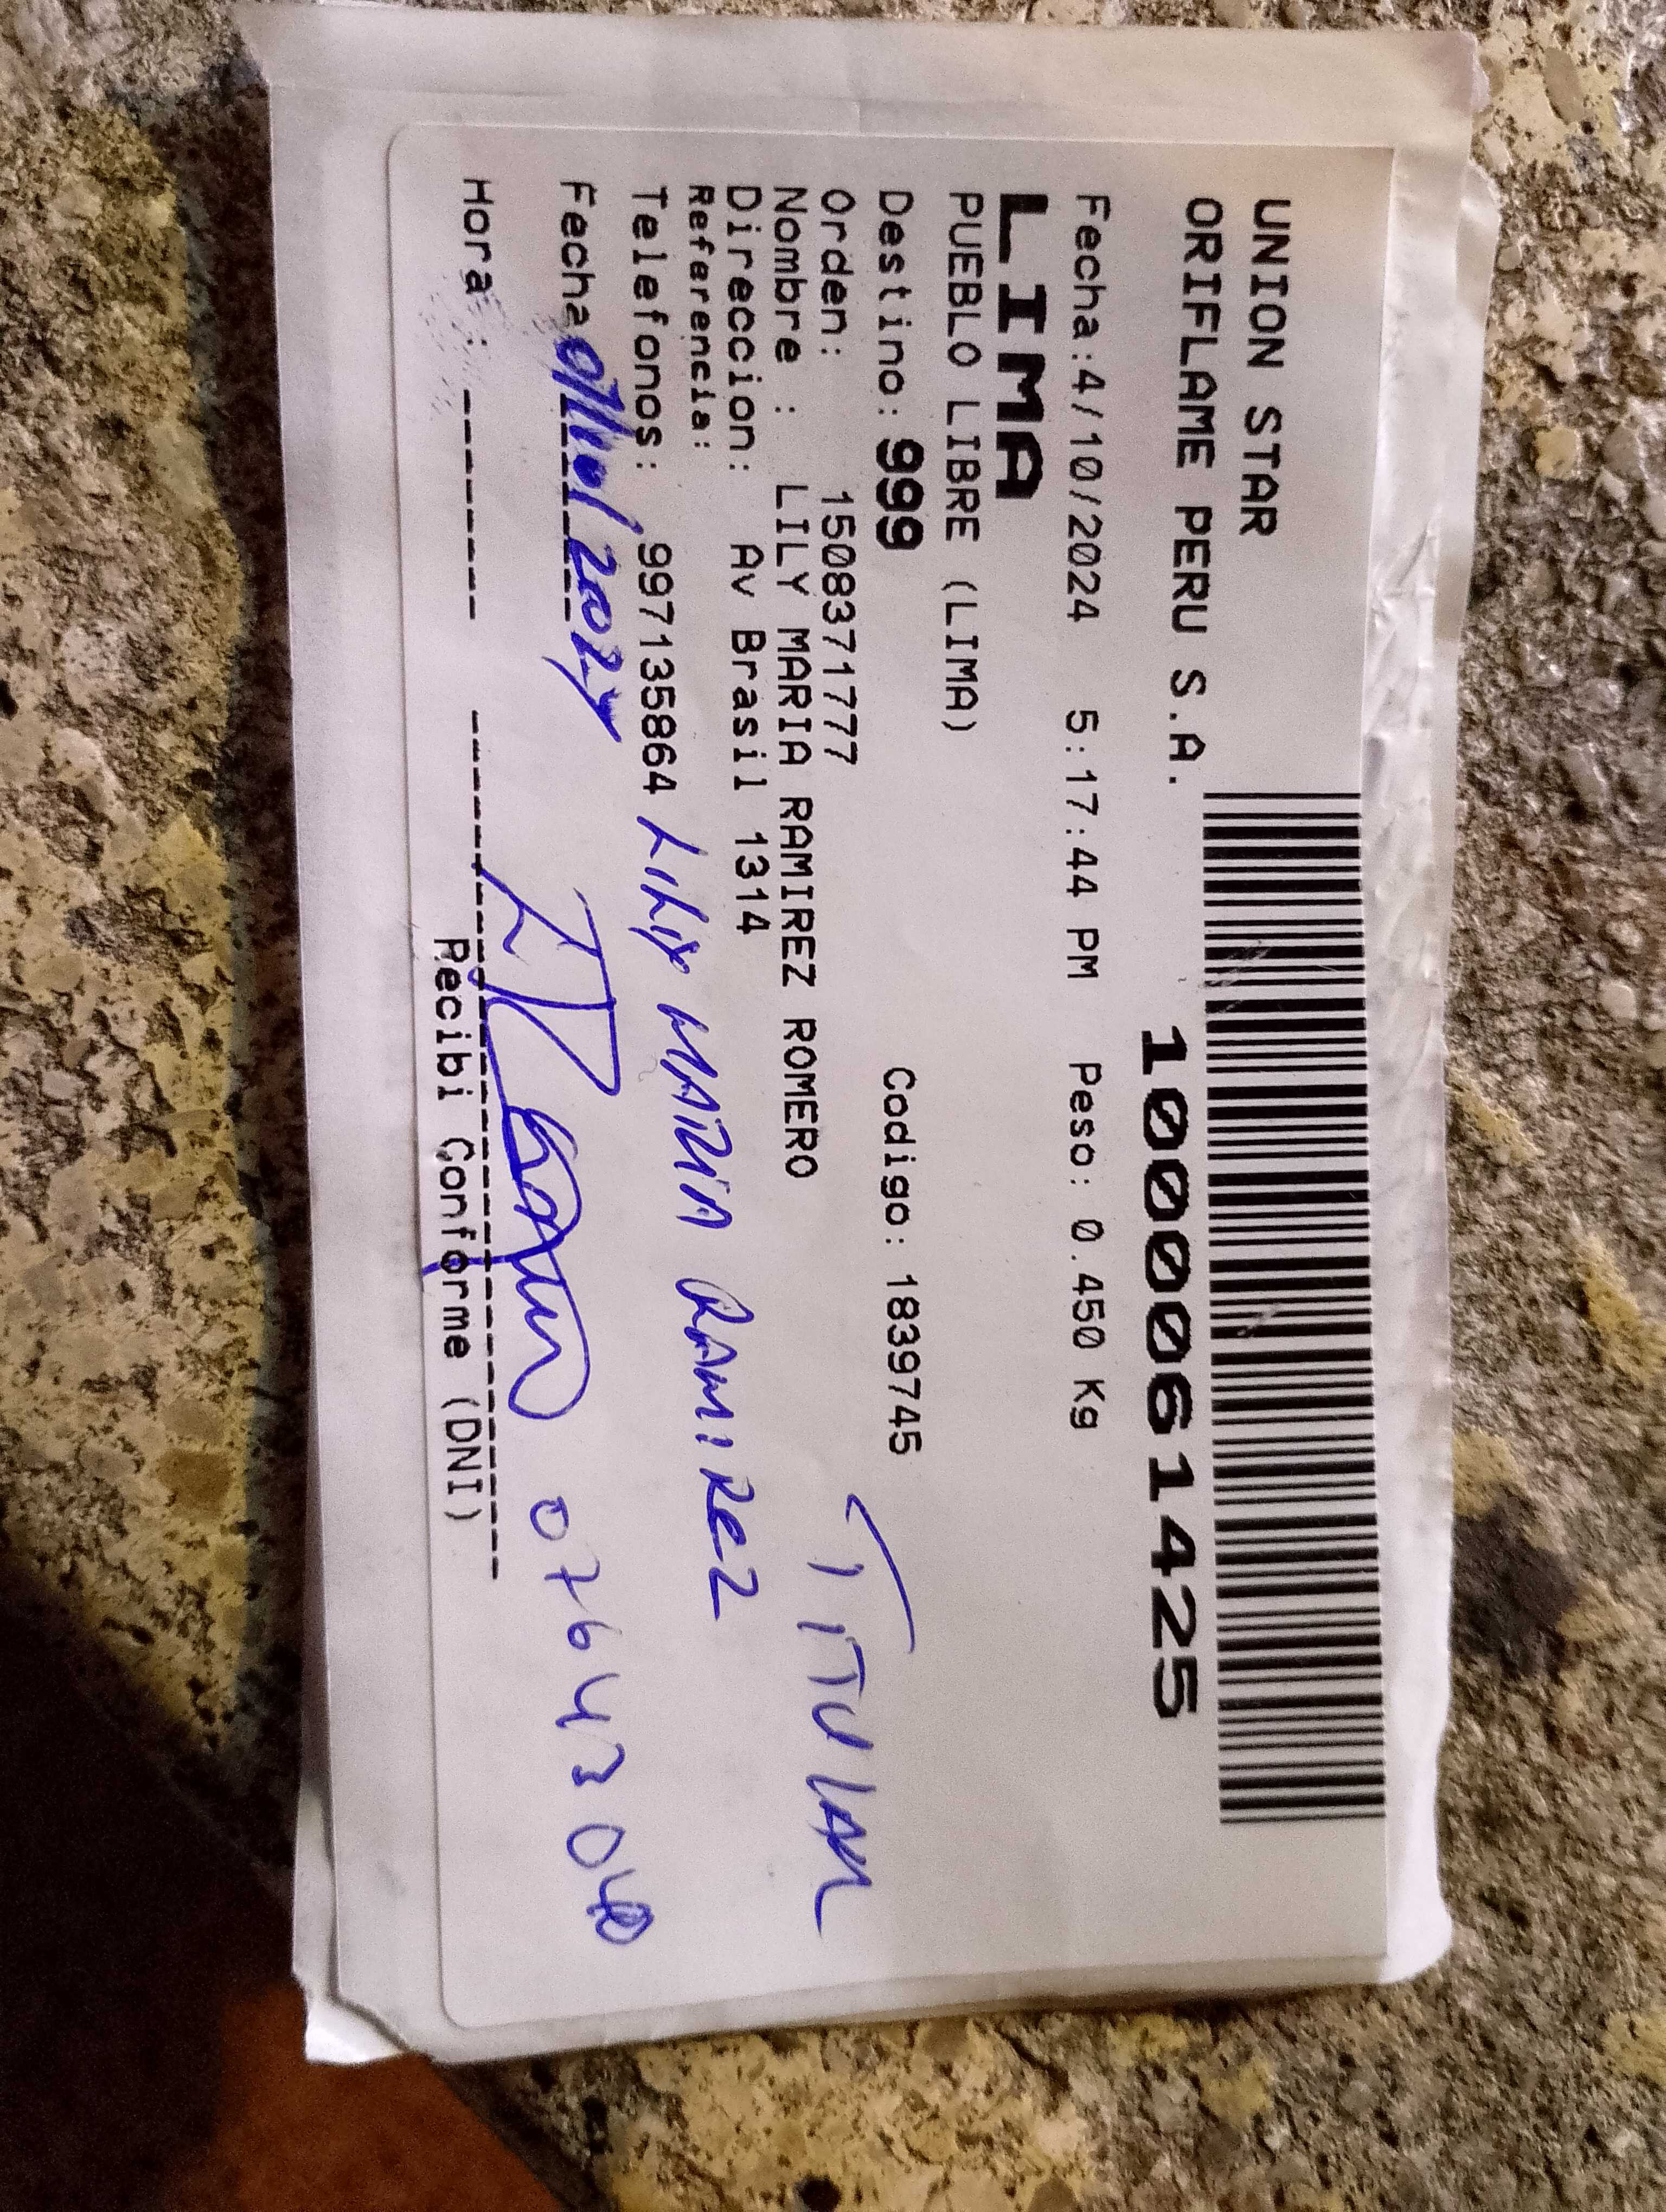 UNION STAR
ORIFLAME PERU S.A.
1000061425
Fecha:4/10/2024 5:17:44 PM Peso: 0.450 Kg
LIMA
PUEBLO LIBRE (LIMA)
Destino: 999 Codigo: 1839745
Orden: 1508371777
Nombre : LILY MARIA RAMIREZ ROMERO
TITULAR
Direccion: Av Brasil 1314
Referencia:
Telefonos: 997135864 Lily MARIA RAMIREZ
Fecha
Hora :
Recibi Conforme (DNI)